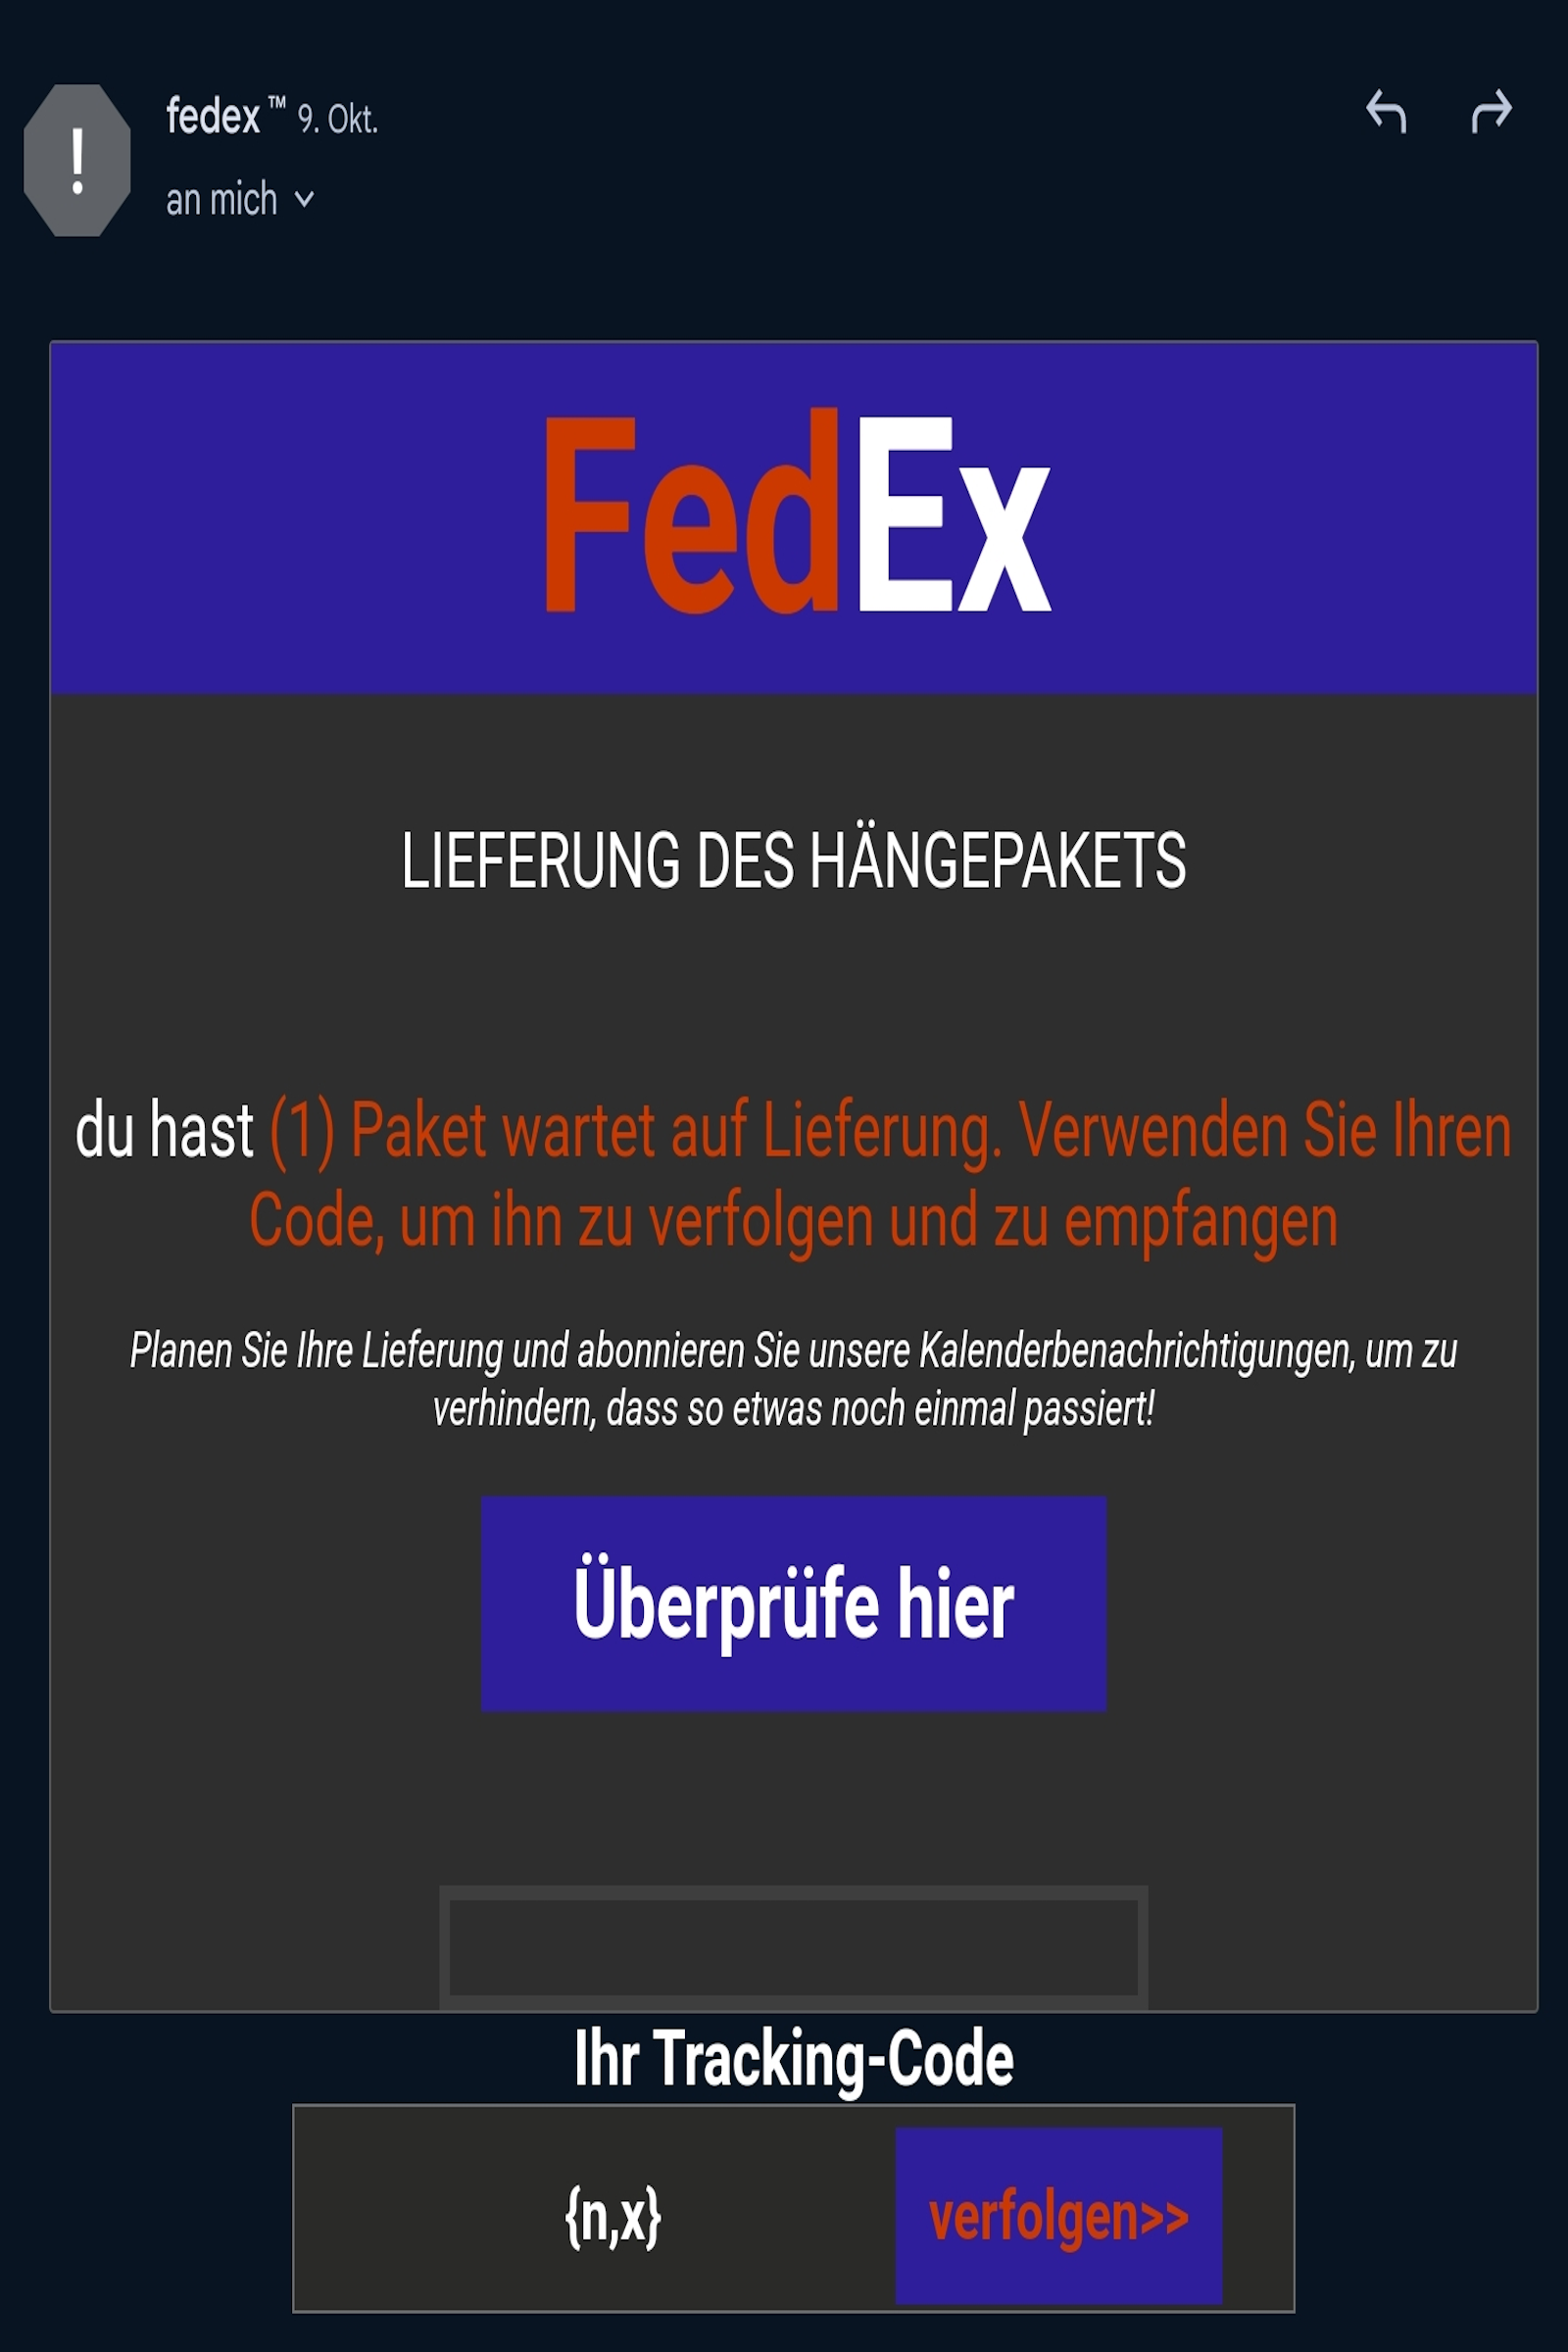 !
fedex™ 9. Okt.
an mich
FedEx
LIEFERUNG DES HÄNGEPAKETS
du hast (1) Paket wartet auf Lieferung. Verwenden Sie Ihren
Code, um ihn zu verfolgen und zu empfangen
Planen Sie Ihre Lieferung und abonnieren Sie unsere Kalenderbenachrichtigungen, um zu
verhindern, dass so etwas noch einmal passiert!
Überprüfe hier
Ihr Tracking-Code
{n,x} verfolgen>>